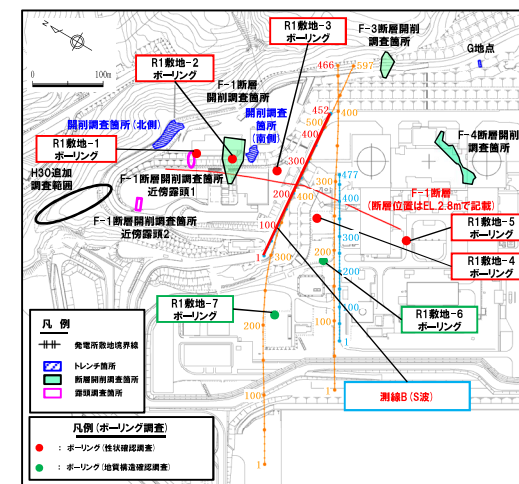 N
0
100m
R1敷地-3
ボーリング
R1敷地-2
ボーリング
F-3断層開削
調査箇所
G地点
F-1断層
開削調査箇所
466
597
開削調査箇所(北側)
開削調査
箇所
(南側)
452
500
400
400
R1敷地-1
ボーリング
F-4断層開削
調査箇所
300
H30追加
調査範囲
F-1断層開削調査箇所
近傍露頭1
200
400
300
477
400
F-1断層
(断層位置はEL 2.8mで記載)
F-1断層開削調査箇所
近傍露頭2
100
300
200
300
R1敷地-5
ボーリング
1
300
200
R1敷地-4
ボーリング
R1敷地-7
ボーリング
100
100
R1敷地-6
ボーリング
200
1
100
1
測線B(S波)
1
凡 例
発電所敷地境界線
トレンチ箇所
断層開削調査箇所
露頭調査箇所
凡例(ボーリング調査)
: ボーリング(性状確認調査)
: ボーリング(地質構造確認調査)